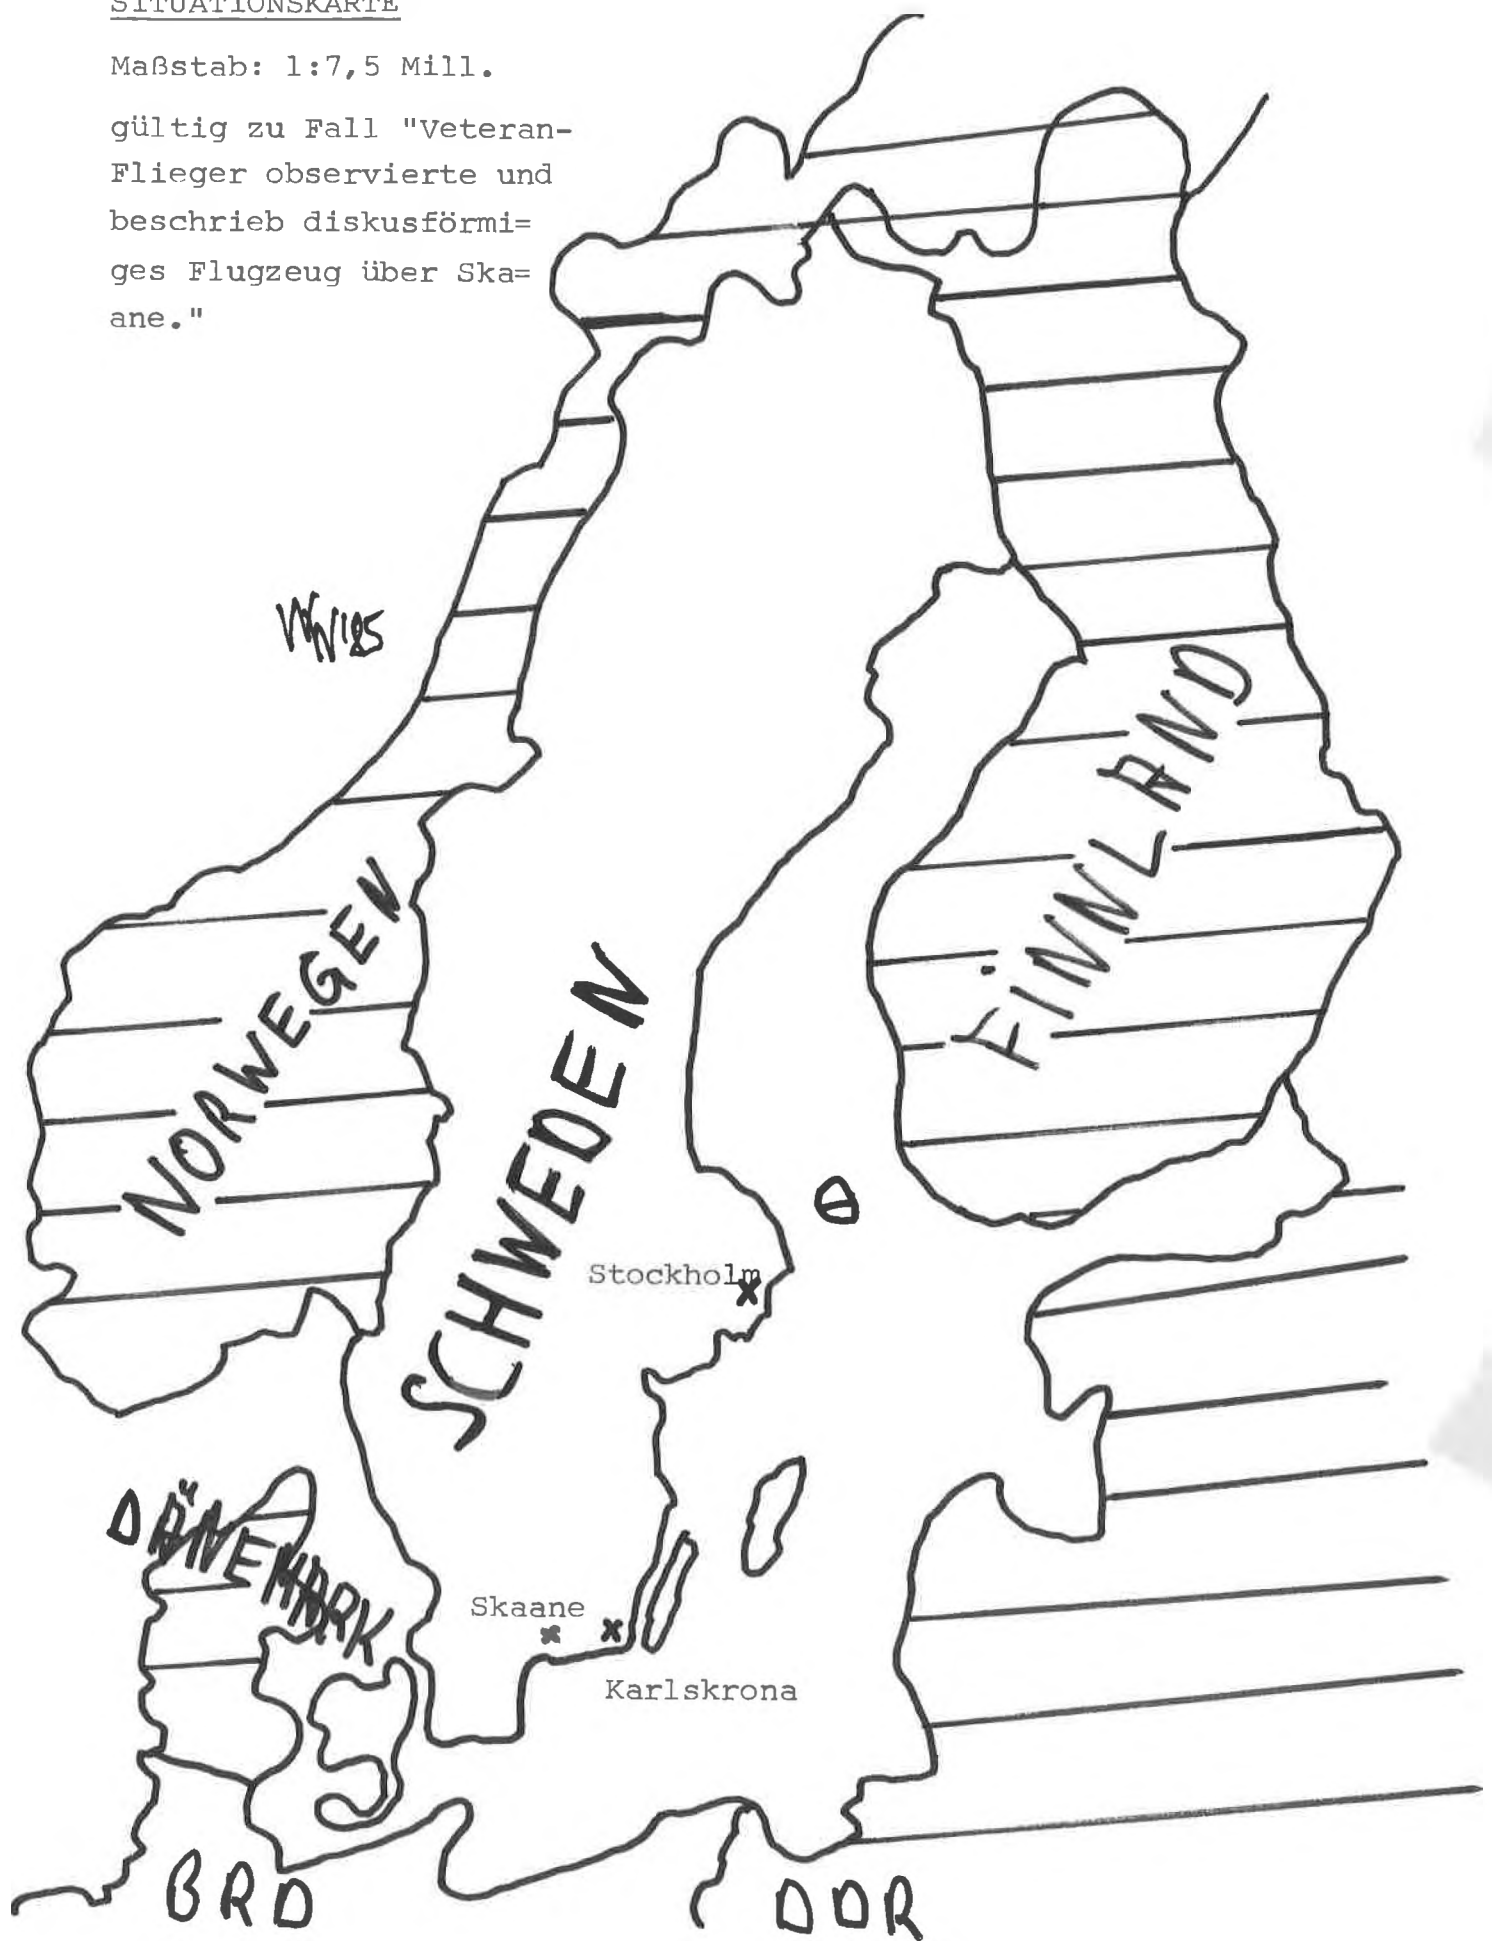 SITUATIONSKARTE
Maßstab: 1:7,5 Mill.
gültig zu Fall "Veteran-
Flieger observierte und
beschrieb diskusförmi=
ges Flugzeug über Ska=
ane."
'85
FINNLAND
NORWEGEN
SCHWEDEN
Stockholm
DÄNEMARK
Skaane
Karlskrona
BRD
DDR